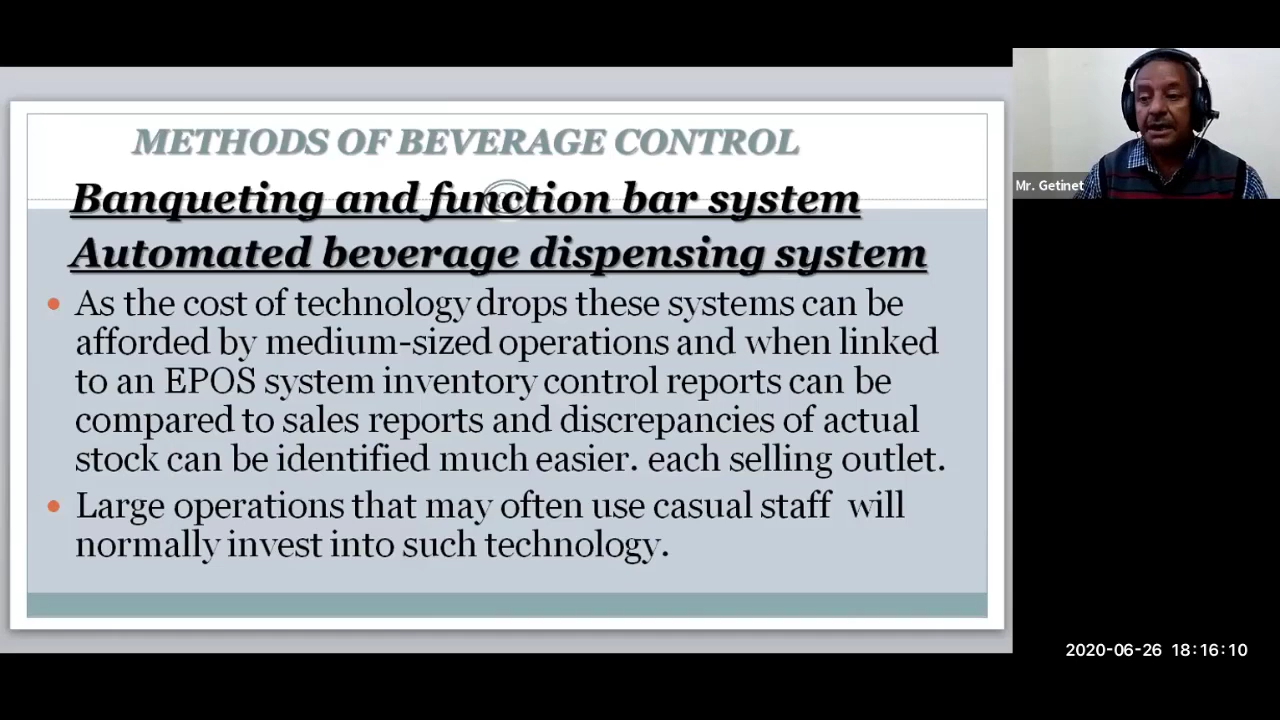 METHODS OF BEVERAGE CONTROL
Banqueting and function bar system
Automated beverage dispensing system
• As the cost of technology drops these systems can be
afforded by medium-sized operations and when linked
to an EPOS system inventory control reports can be
compared to sales reports and discrepancies of actual
stock can be identified much easier. each selling outlet.
• Large operations that may often use casual staff will
normally invest into such technology.
Mr. Getinet
2020-06-26 18:16:10